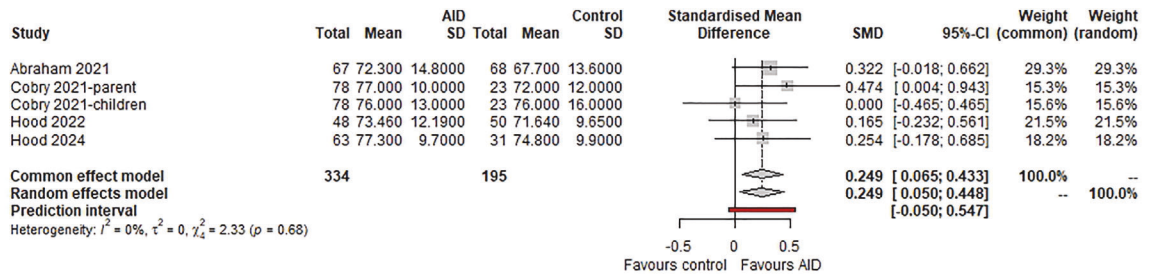 AID Control Standardised Mean Weight Weight
Study Total Mean SD Total Mean SD Difference SMD 95%-CI (common) (random)
Abraham 2021 67 72.300 14.8000 68 67.700 13.6000 0.322 [-0.018; 0.662] 29.3% 29.3%
Cobry 2021-parent 78 77.000 10.0000 23 72.000 12.0000 0.474 [ 0.004; 0.943] 15.3% 15.3%
Cobry 2021-children 78 76.000 13.0000 23 76.000 16.0000 0.000 [-0.465; 0.465] 15.6% 15.6%
Hood 2022 48 73.460 12.1900 50 71.640 9.6500 0.165 [-0.232; 0.561] 21.5% 21.5%
Hood 2024 63 77.300 9.7000 31 74.800 9.9000 0.254 [-0.178; 0.685] 18.2% 18.2%
Common effect model 334 195 0.249 [ 0.065; 0.433] 100.0% --
Random effects model 0.249 [ 0.050; 0.448] -- 100.0%
Prediction interval [-0.050; 0.547]
Heterogeneity: I² = 0%, τ² = 0, χ²₄ = 2.33 (p = 0.68)
-0.5 0 0.5
Favours control Favours AID